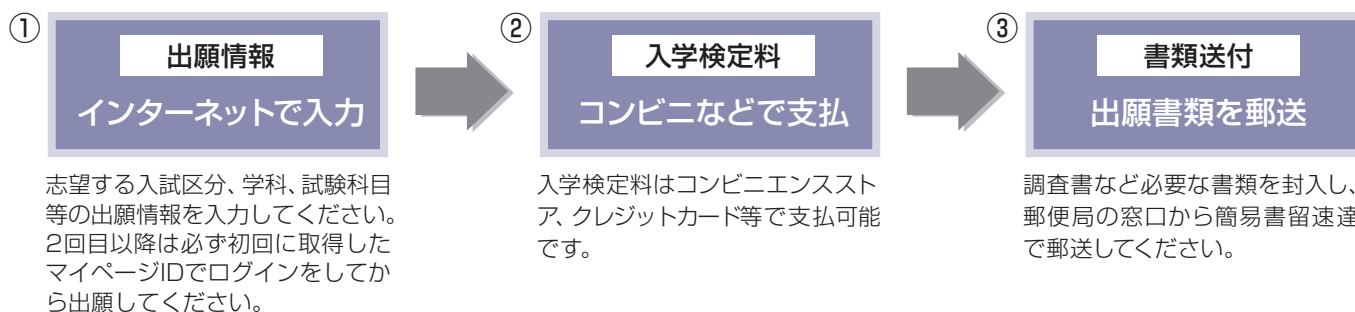 ①
出願情報
インターネットで入力
志望する入試区分、学科、試験科目
等の出願情報を入力してください。
2回目以降は必ず初回に取得した
マイページIDでログインをしてか
ら出願してください。
②
入学検定料
コンビニなどで支払
入学検定料はコンビニエンススト
ア、クレジットカード等で支払可能
です。
③
書類送付
出願書類を郵送
調査書など必要な書類を封入し、
郵便局の窓口から簡易書留速達
で郵送してください。